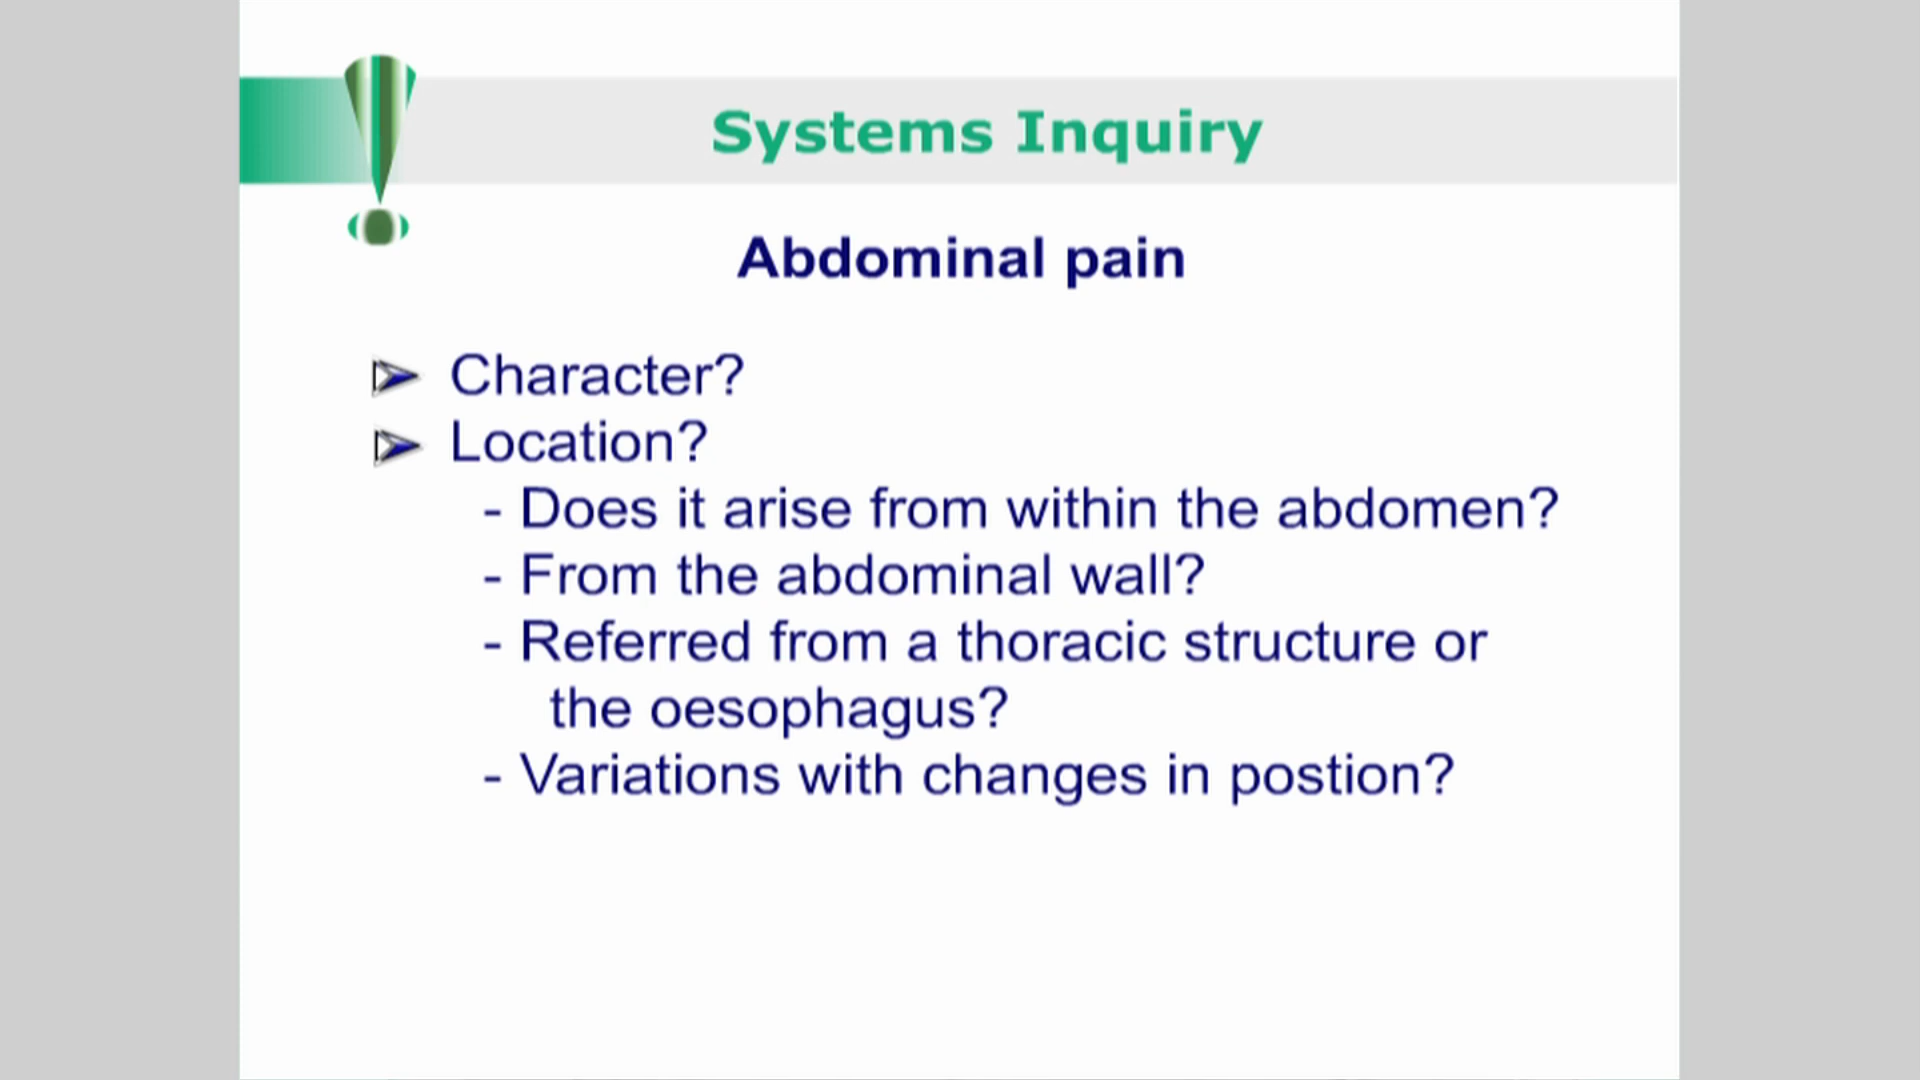 Systems Inquiry
Abdominal pain
Character?
Location?
- Does it arise from within the abdomen?
- From the abdominal wall?
- Referred from a thoracic structure or
the oesophagus?
- Variations with changes in postion?